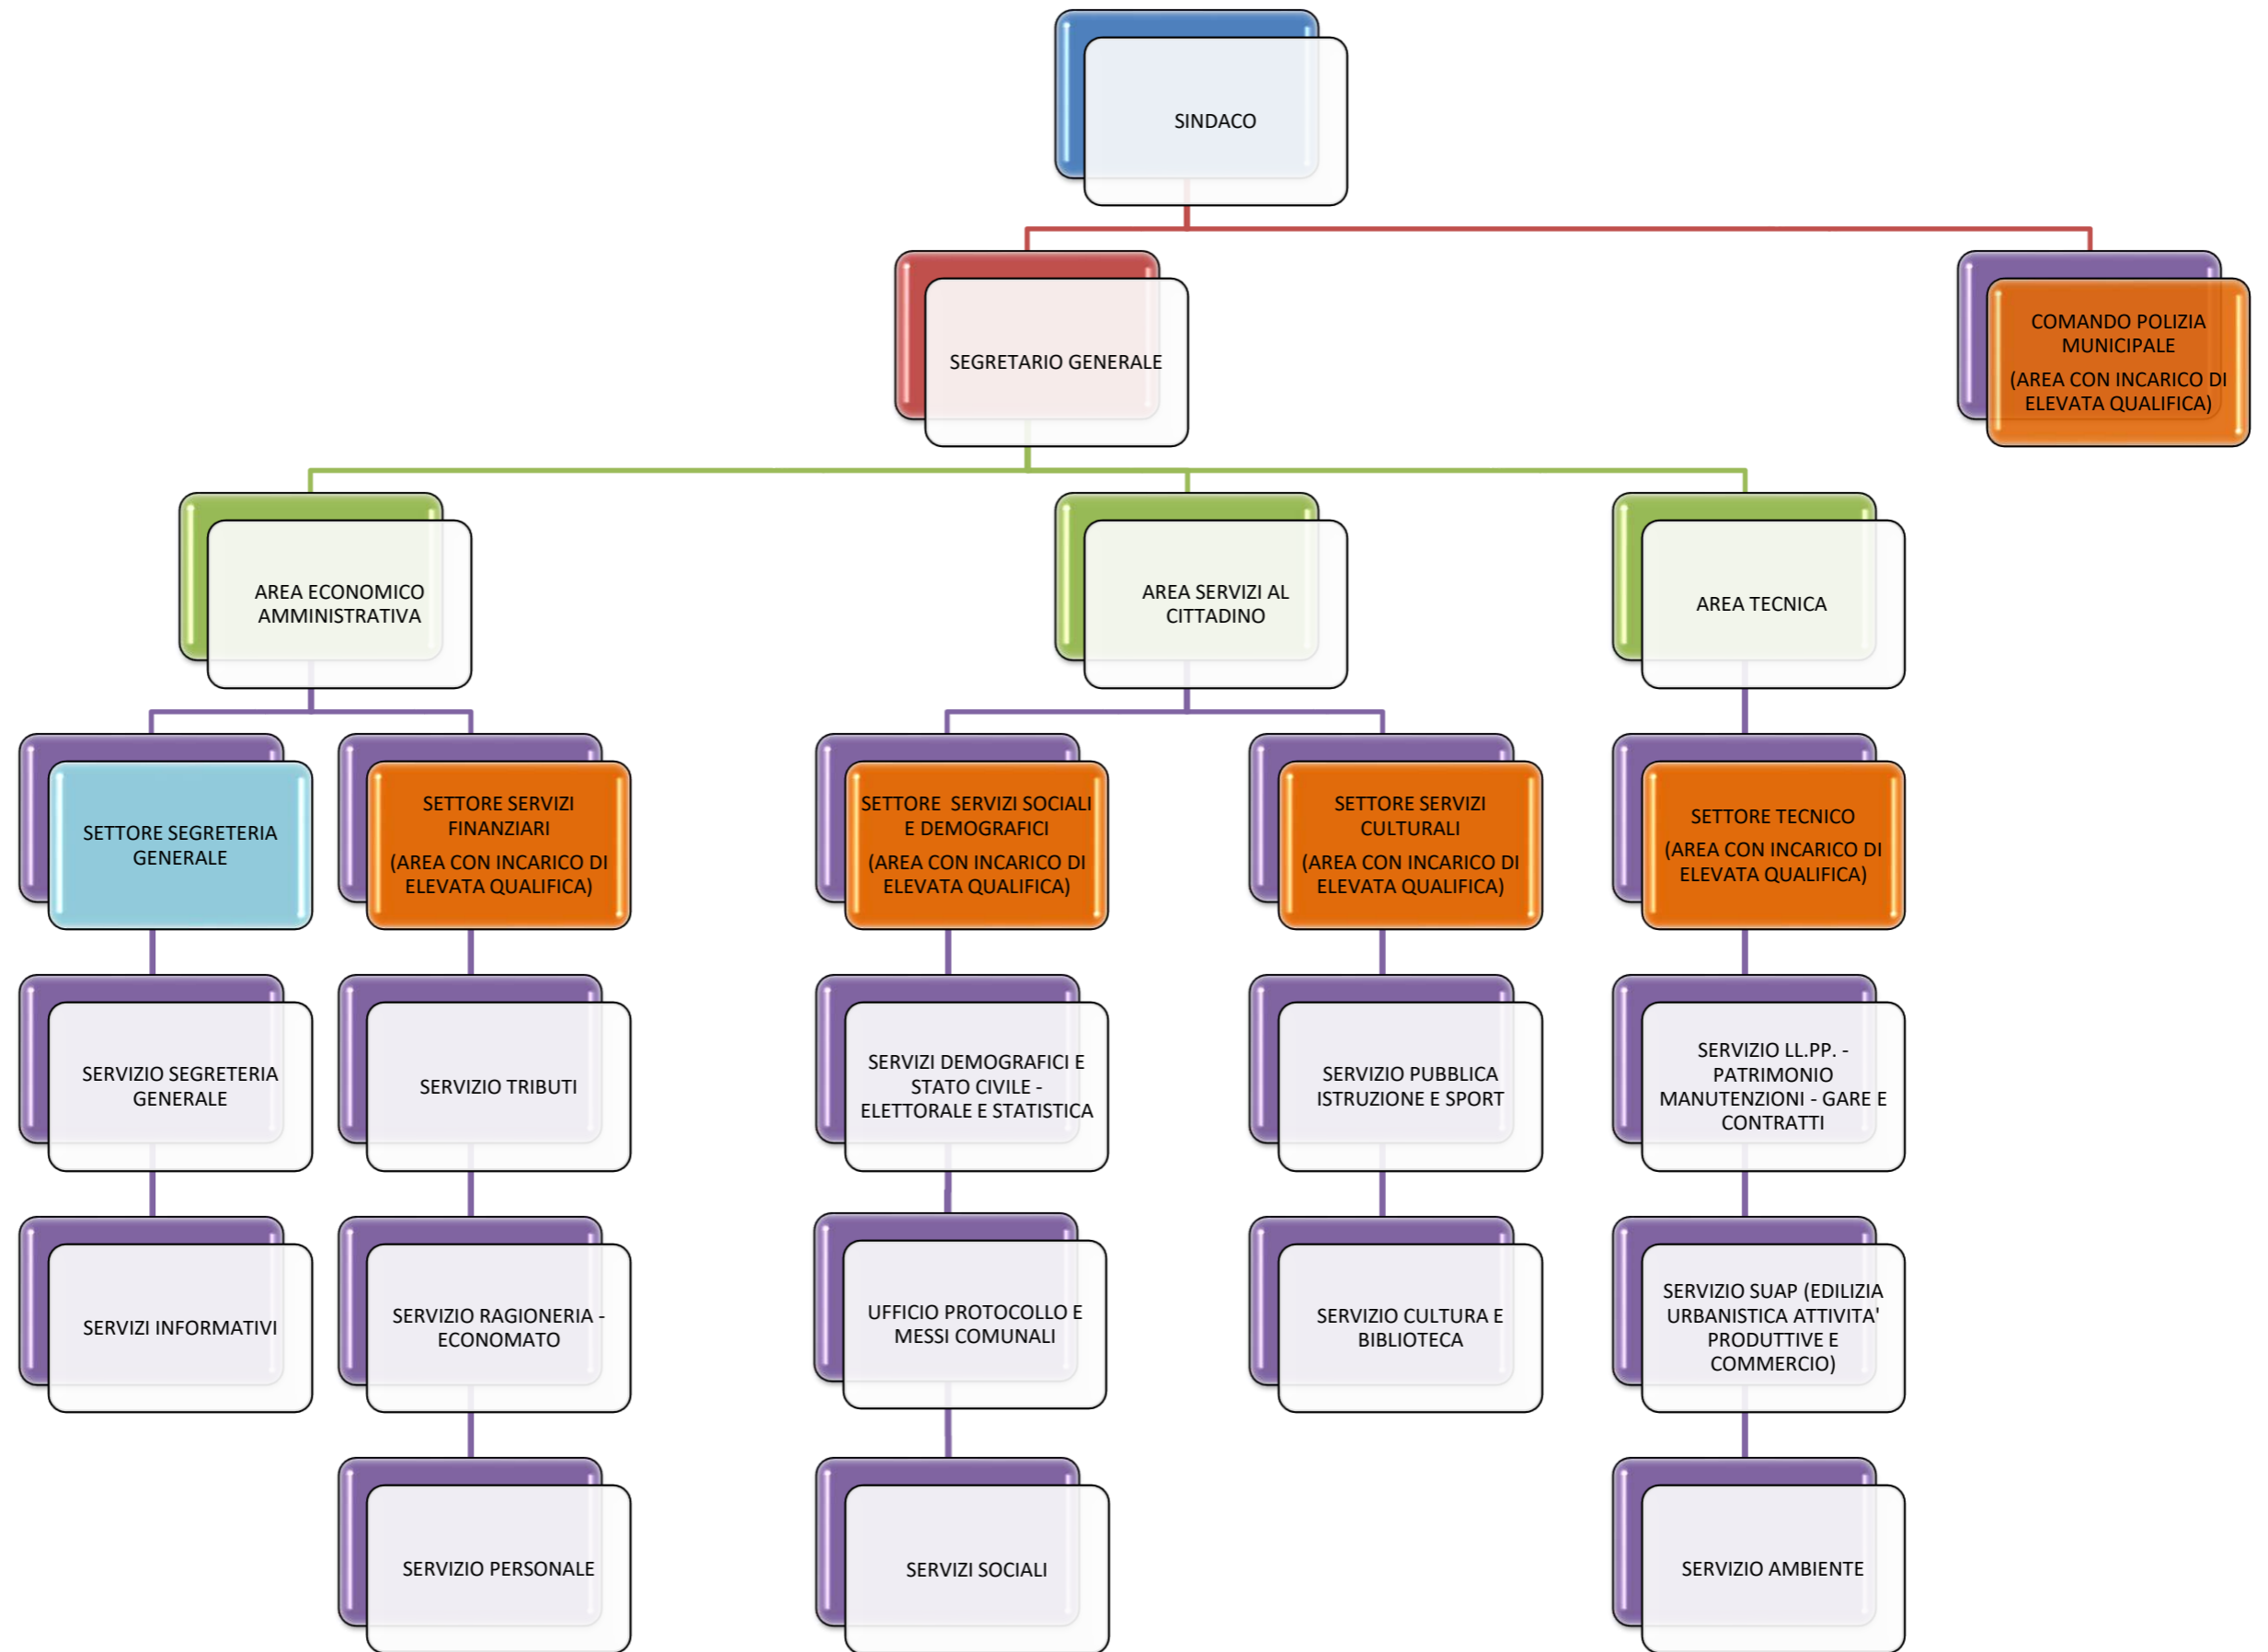 SINDACO
SEGRETARIO GENERALE
COMANDO POLIZIA
MUNICIPALE
(AREA CON INCARICO DI
ELEVATA QUALIFICA)
AREA ECONOMICO
AMMINISTRATIVA
AREA SERVIZI AL
CITTADINO
AREA TECNICA
SETTORE SEGRETERIA
GENERALE
SETTORE SERVIZI
FINANZIARI
(AREA CON INCARICO DI
ELEVATA QUALIFICA)
SETTORE  SERVIZI SOCIALI
E DEMOGRAFICI
(AREA CON INCARICO DI
ELEVATA QUALIFICA)
SETTORE SERVIZI
CULTURALI
(AREA CON INCARICO DI
ELEVATA QUALIFICA)
SETTORE TECNICO
(AREA CON INCARICO DI
ELEVATA QUALIFICA)
SERVIZIO SEGRETERIA
GENERALE
SERVIZIO TRIBUTI
SERVIZI DEMOGRAFICI E
STATO CIVILE -
ELETTORALE E STATISTICA
SERVIZIO PUBBLICA
ISTRUZIONE E SPORT
SERVIZIO LL.PP. -
PATRIMONIO
MANUTENZIONI - GARE E
CONTRATTI
SERVIZI INFORMATIVI
SERVIZIO RAGIONERIA -
ECONOMATO
UFFICIO PROTOCOLLO E
MESSI COMUNALI
SERVIZIO CULTURA E
BIBLIOTECA
SERVIZIO SUAP (EDILIZIA
URBANISTICA ATTIVITA'
PRODUTTIVE E
COMMERCIO)
SERVIZIO PERSONALE
SERVIZI SOCIALI
SERVIZIO AMBIENTE